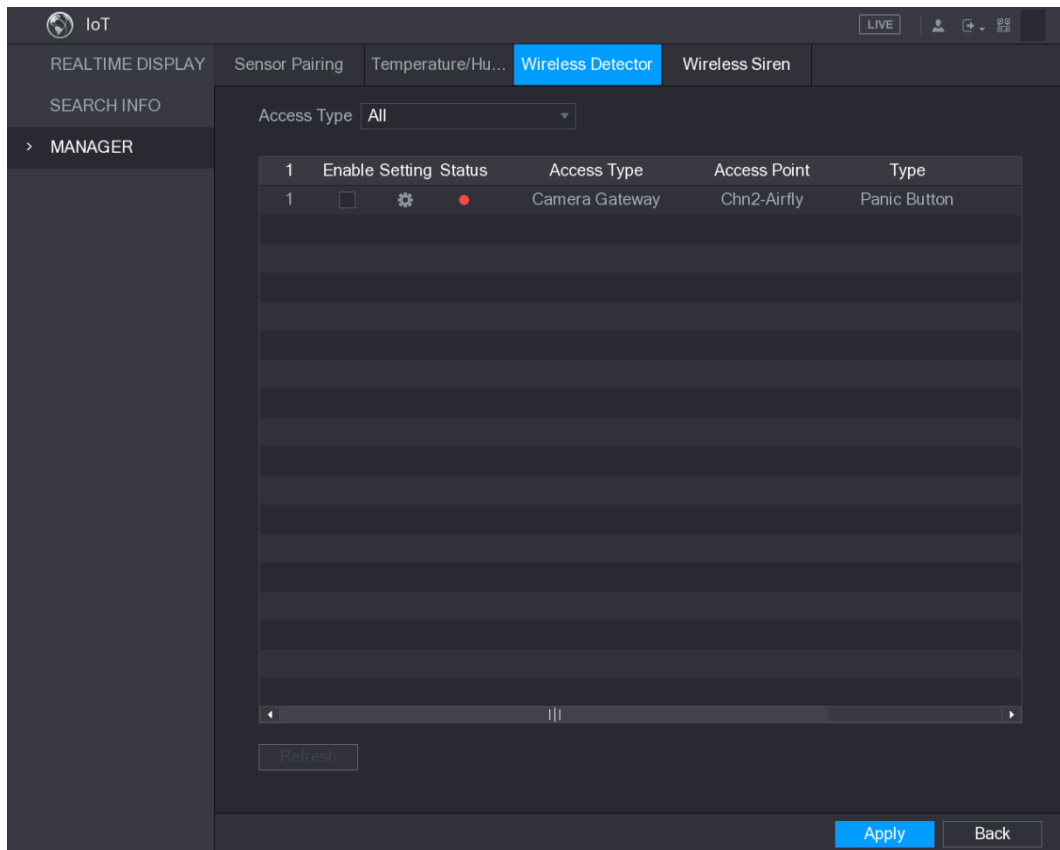 IoT LIVE
REALTIME DISPLAY
SEARCH INFO
MANAGER
Sensor Pairing Temperature/Hu... Wireless Detector Wireless Siren
Access Type All
1 Enable Setting Status Access Type Access Point Type
1 Camera Gateway Chn2-Airfly Panic Button
Refresh
Apply Back